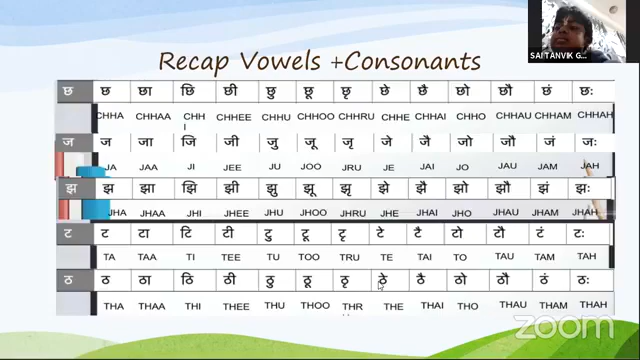 Recap Vowels +Consonants
SAI TANVIK G...
छ छ छा छि छी छु छू छृ छे छै छो छौ छं छः
CHHA CHHAA CHHI CHHEE CHHU CHHOO CHHRU CHHE CHHAI CHHO CHHAU CHHAM CHHAH
ज ज जा जि जी जु जू जृ जे जै जो जौ जं जः
JA JAA JI JEE JU JOO JRU JE JAI JO JAU JAM JAH
झ झ झा झि झी झु झू झृ झे झै झो झौ झं झः
JHA JHAA JHI JHEE JHU JHOO JHRU JHE JHAI JHO JHAU JHAM JHAH
ट ट टा टि टी टु टू टृ टे टै टो टौ टं टः
TA TAA TI TEE TU TOO TRU TE TAI TO TAU TAM TAH
ठ ठ ठा ठि ठी ठु ठू ठृ ठे ठै ठो ठौ ठं ठः
THA THAA THI THEE THU THOO THR THE THAI THO THAU THAM THAH
zoom